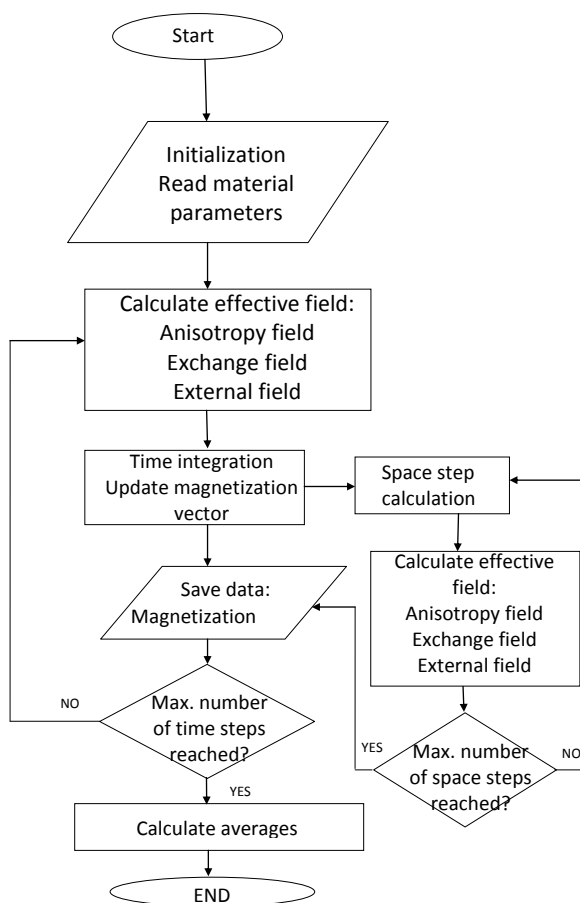 Start
Initialization
Read material
parameters
Calculate effective field:
Anisotropy field
Exchange field
External field
Time integration
Update magnetization
vector
Space step
calculation
Calculate effective
field:
Anisotropy field
Exchange field
External field
Save data:
Magnetization
NO
Max. number
of time steps
reached?
YES
YES
Max. number
of space steps
reached?
NO
Calculate averages
END